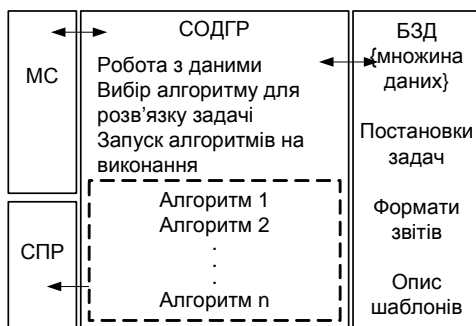 МС
СПР
СОДГР
Робота з даними
Вибір алгоритму для
розв’язку задачі
Запуск алгоритмів на
виконання
Алгоритм 1
Алгоритм 2
.
.
.
Алгоритм n
БЗД
{множина
даних}
Постановки
задач
Формати
звітів
Опис
шаблонів